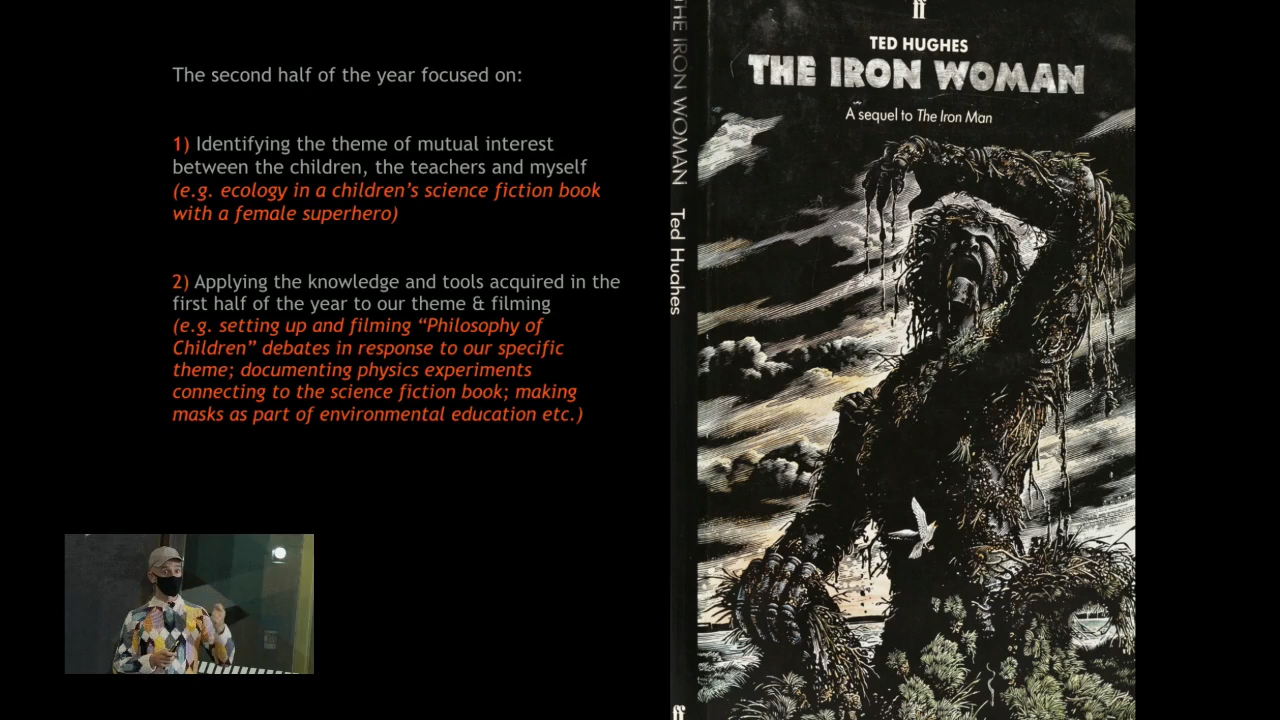 The second half of the year focused on:
1) Identifying the theme of mutual interest
between the children, the teachers and myself
(e.g. ecology in a children's science fiction book
with a female superhero)
2) Applying the knowledge and tools acquired in the
first half of the year to our theme & filming
(e.g. setting up and filming “Philosophy of
Children” debates in response to our specific
theme; documenting physics experiments
connecting to the science fiction book; making
masks as part of environmental education etc.)
THE IRON WOMAN Ted Hughes ff
ff
TED HUGHES
THE IRON WOMAN
A sequel to The Iron Man